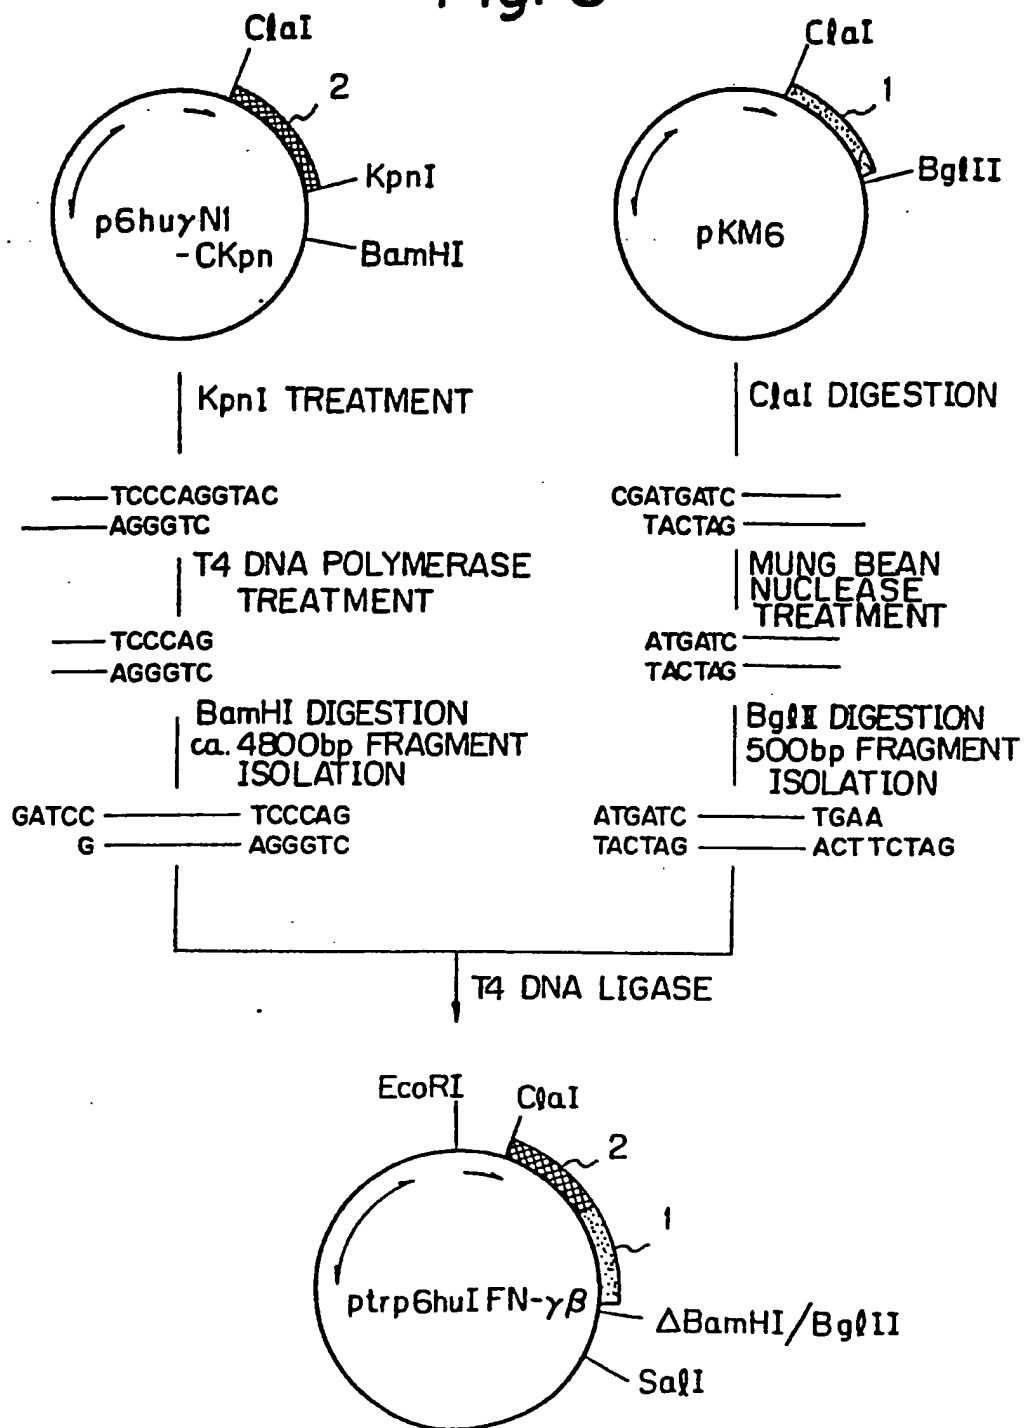 ClaI
2
KpnI
BamHI
p6huγN1
-CKpn
ClaI
1
BglII
pKM6
KpnI TREATMENT
ClaI DIGESTION
TCCCAGGTAC
AGGGTC
CGATGATC
TACTAG
T4 DNA POLYMERASE
TREATMENT
MUNG BEAN
NUCLEASE
TREATMENT
TCCCAG
AGGGTC
ATGATC
TACTAG
BamHI DIGESTION
ca. 4800bp FRAGMENT
ISOLATION
BglII DIGESTION
500bp FRAGMENT
ISOLATION
GATCC TCCCAG
G AGGGTC
ATGATC TGAA
TACTAG ACTTCTAG
T4 DNA LIGASE
EcoRI
ClaI
2
1
ptrp6huIFN-γβ
ΔBamHI/BglII
SalI